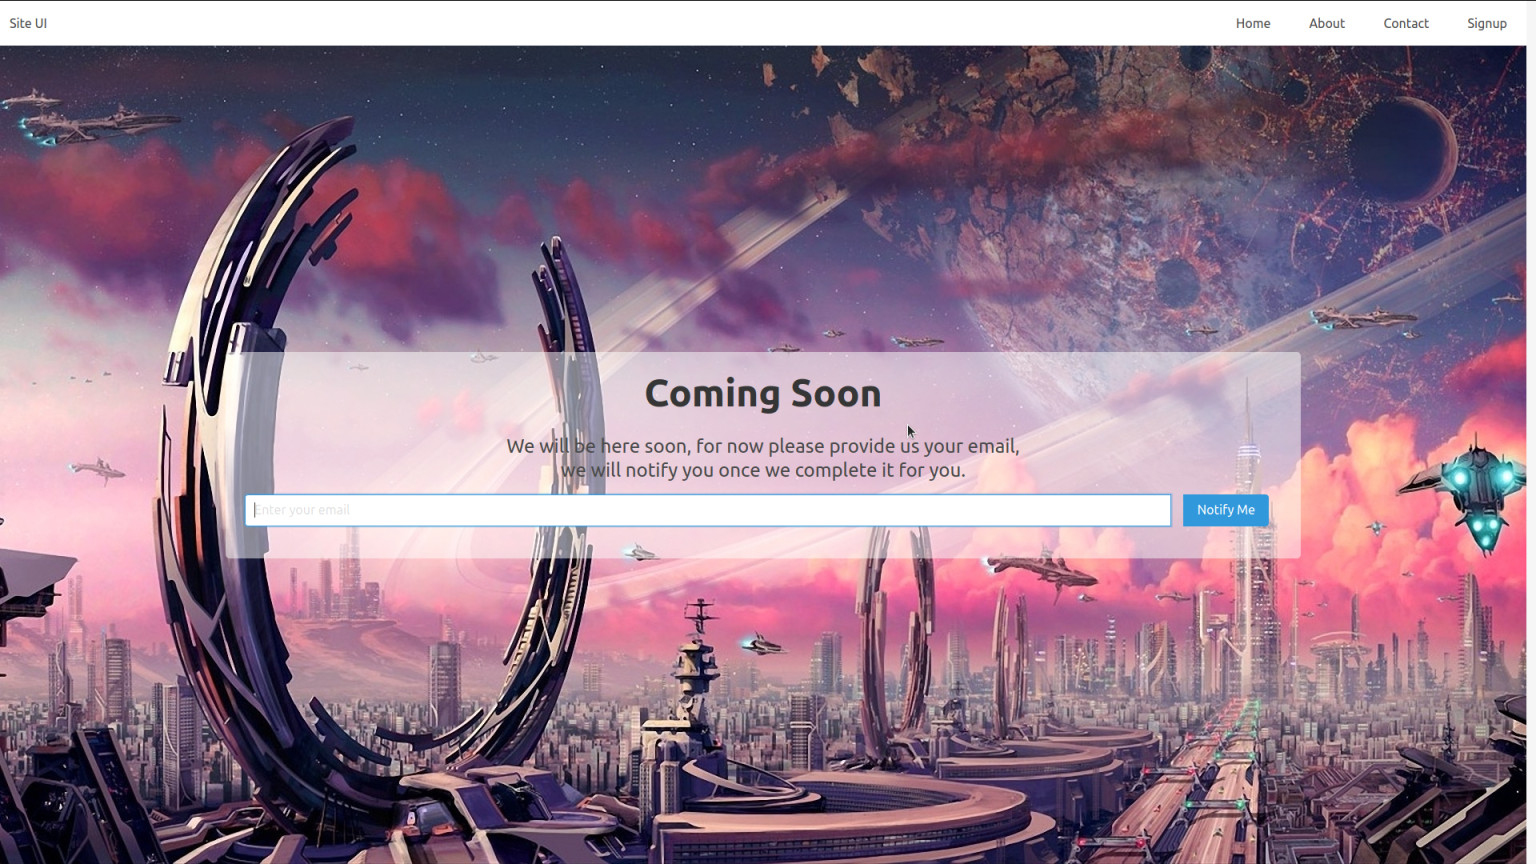 Site UI
Home About Contact Signup
Coming Soon
We will be here soon, for now please provide us your email,
we will notify you once we complete it for you.
Enter your email
Notify Me